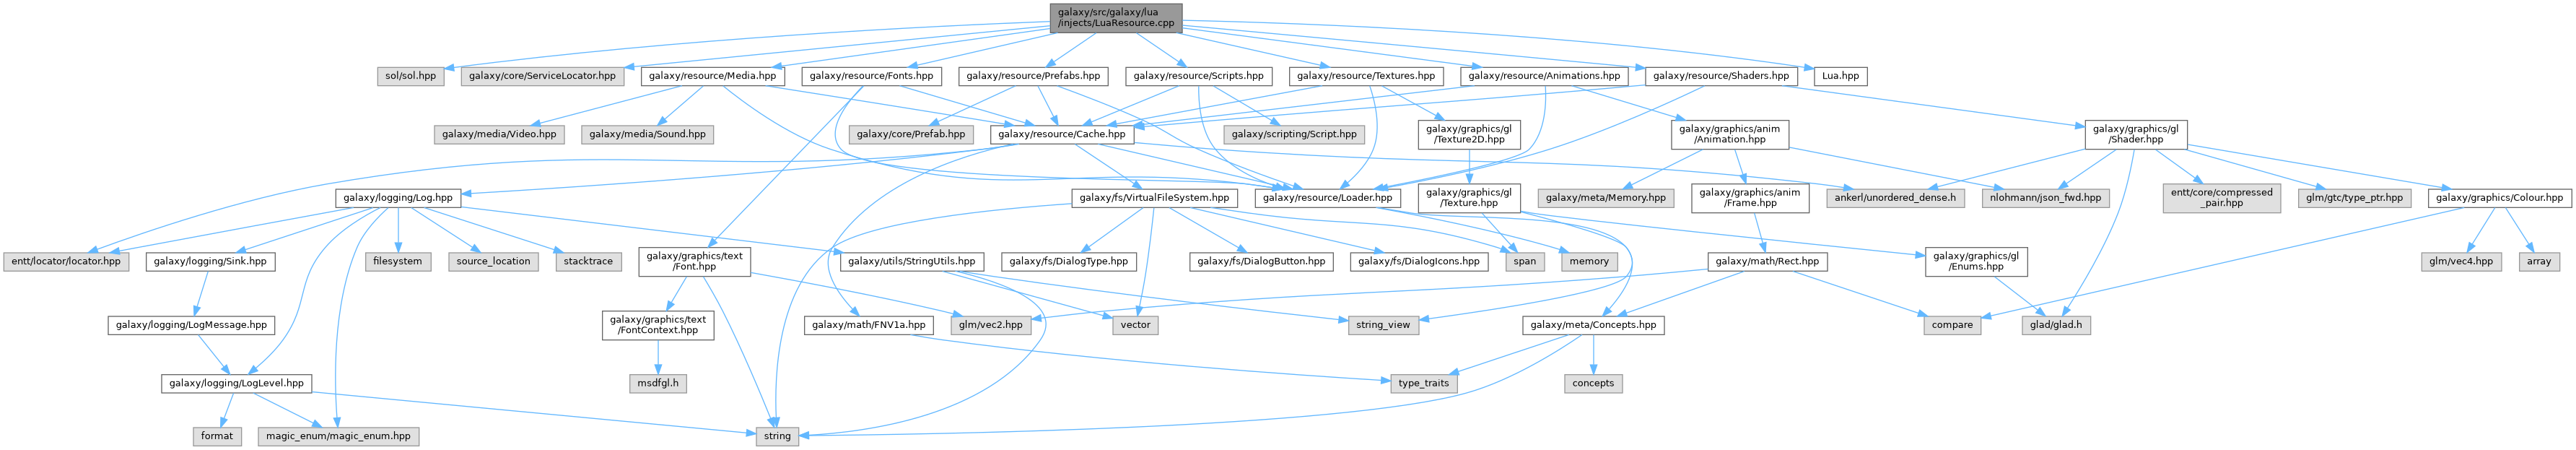 galaxy/src/galaxy/lua
/injects/LuaResource.cpp
sol/sol.hpp
galaxy/core/ServiceLocator.hpp
galaxy/resource/Media.hpp
galaxy/resource/Fonts.hpp
galaxy/resource/Prefabs.hpp
galaxy/resource/Scripts.hpp
galaxy/resource/Textures.hpp
galaxy/resource/Animations.hpp
galaxy/resource/Shaders.hpp
Lua.hpp
galaxy/media/Video.hpp
galaxy/media/Sound.hpp
galaxy/core/Prefab.hpp
galaxy/resource/Cache.hpp
galaxy/scripting/Script.hpp
galaxy/graphics/gl
/Texture2D.hpp
galaxy/graphics/anim
/Animation.hpp
galaxy/graphics/gl
/Shader.hpp
galaxy/logging/Log.hpp
galaxy/fs/VirtualFileSystem.hpp
galaxy/resource/Loader.hpp
galaxy/graphics/gl
/Texture.hpp
galaxy/meta/Memory.hpp
galaxy/graphics/anim
/Frame.hpp
ankerl/unordered_dense.h
nlohmann/json_fwd.hpp
entt/core/compressed
_pair.hpp
glm/gtc/type_ptr.hpp
galaxy/graphics/Colour.hpp
entt/locator/locator.hpp
galaxy/logging/Sink.hpp
filesystem
source_location
stacktrace
galaxy/graphics/text
/Font.hpp
galaxy/utils/StringUtils.hpp
galaxy/fs/DialogType.hpp
galaxy/fs/DialogButton.hpp
galaxy/fs/DialogIcons.hpp
span
memory
galaxy/math/Rect.hpp
galaxy/graphics/gl
/Enums.hpp
glm/vec4.hpp
array
galaxy/logging/LogMessage.hpp
galaxy/graphics/text
/FontContext.hpp
galaxy/math/FNV1a.hpp
glm/vec2.hpp
vector
string_view
galaxy/meta/Concepts.hpp
compare
glad/glad.h
galaxy/logging/LogLevel.hpp
msdfgl.h
type_traits
concepts
format
magic_enum/magic_enum.hpp
string